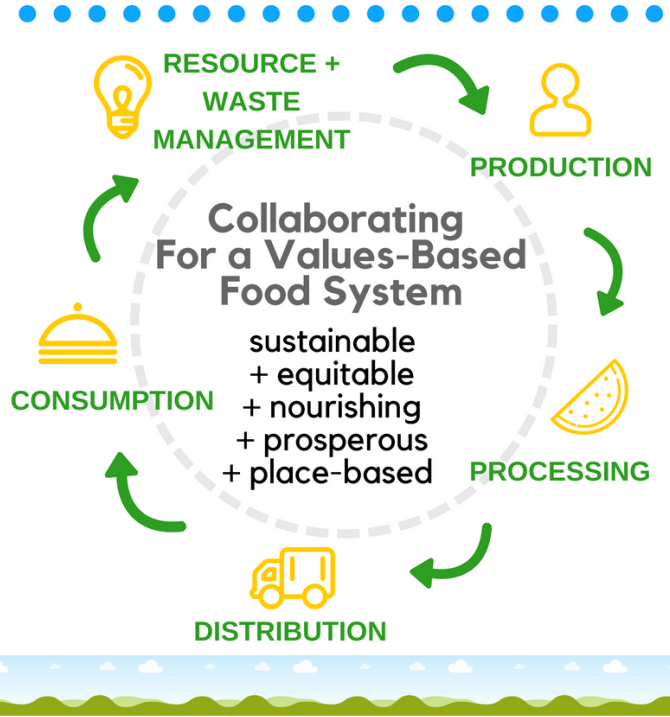 RESOURCE +
WASTE
MANAGEMENT
PRODUCTION
Collaborating
For a Values-Based
Food System
sustainable
+ equitable
+ nourishing
+ prosperous
+ place-based
CONSUMPTION
PROCESSING
DISTRIBUTION